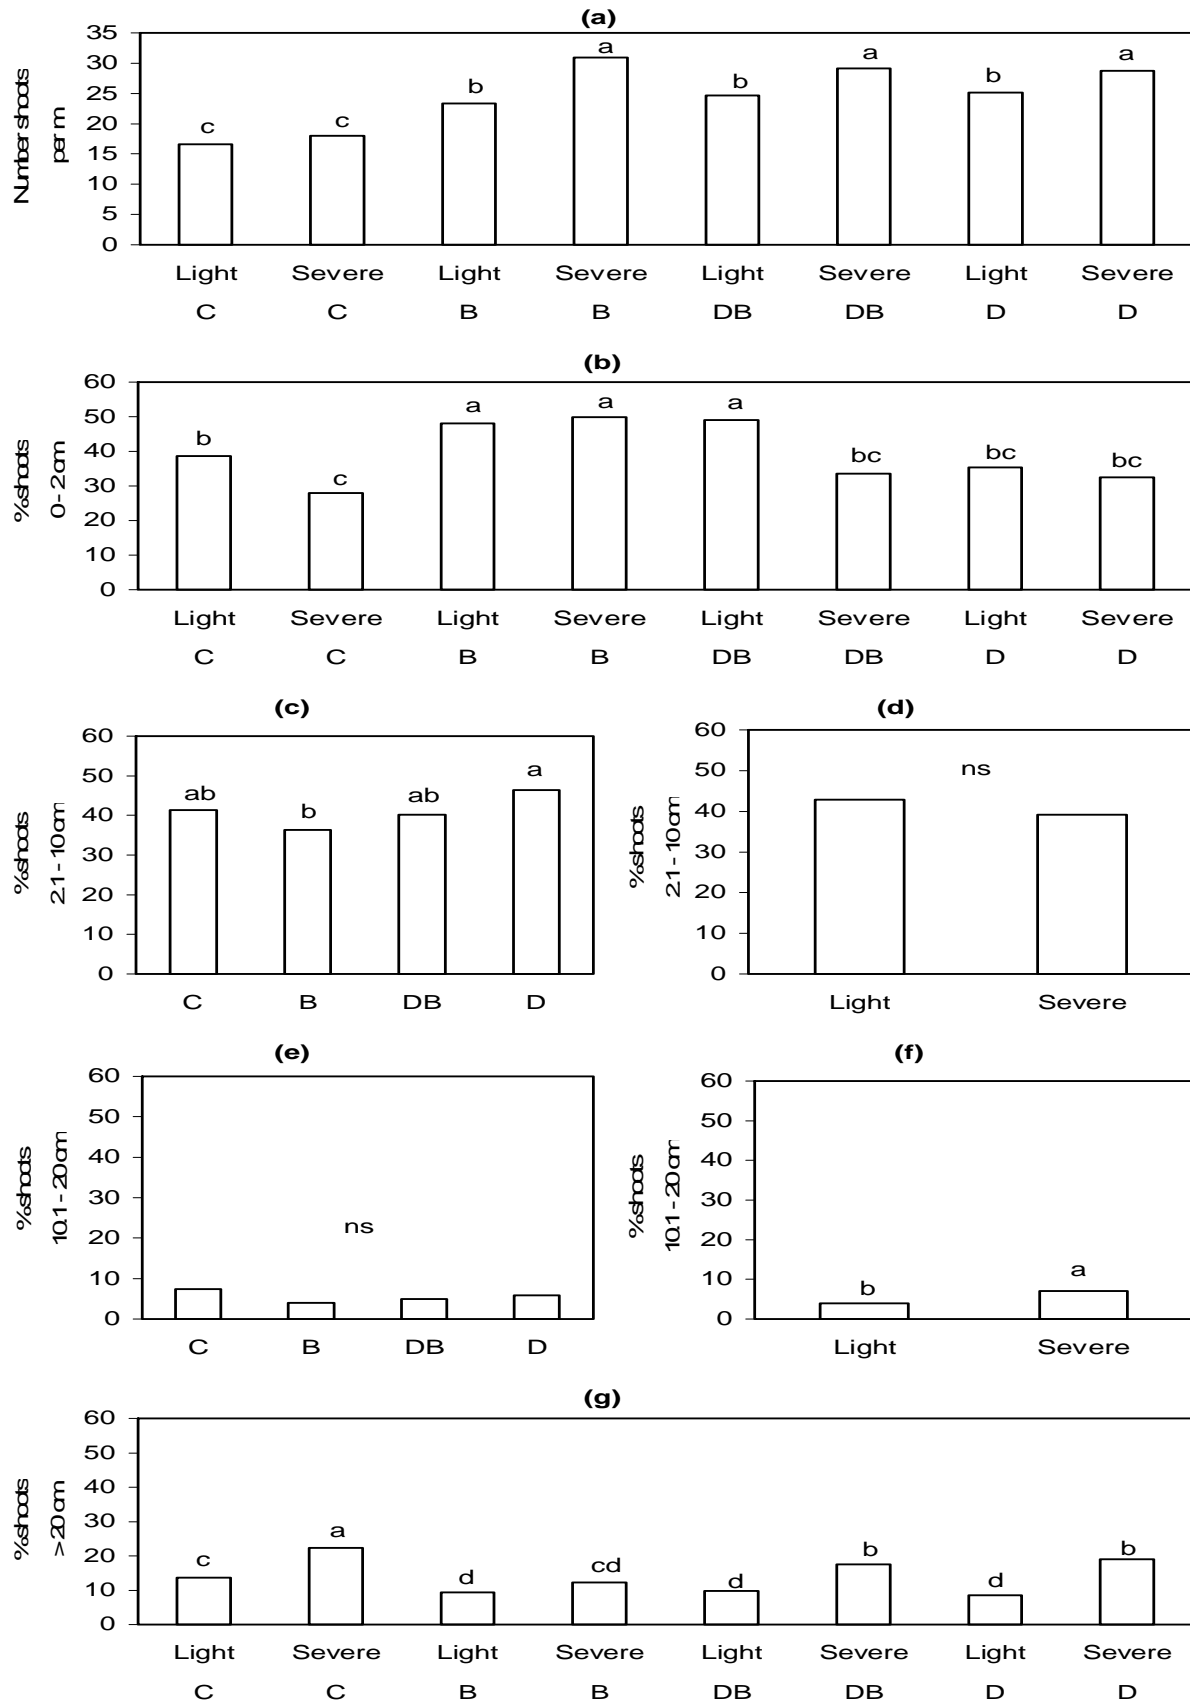 (a)
Number shoots
per m
35
30
25
20
15
10
5
0
c c b a b a b a
Light Severe Light Severe Light Severe Light Severe
C C B B DB DB D D
(b)
%shoots
0-2cm
60
50
40
30
20
10
0
b c a a a bc bc bc
Light Severe Light Severe Light Severe Light Severe
C C B B DB DB D D
(c)
%shoots
2.1-10cm
60
50
40
30
20
10
0
ab b ab a
C B DB D
(d)
%shoots
2.1-10cm
60
50
40
30
20
10
0
ns
Light Severe
(e)
%shoots
10.1-20cm
60
50
40
30
20
10
0
ns
C B DB D
(f)
%shoots
10.1-20cm
60
50
40
30
20
10
0
b a
Light Severe
(g)
%shoots
>20cm
60
50
40
30
20
10
0
c a d cd d b d b
Light Severe Light Severe Light Severe Light Severe
C C B B DB DB D D